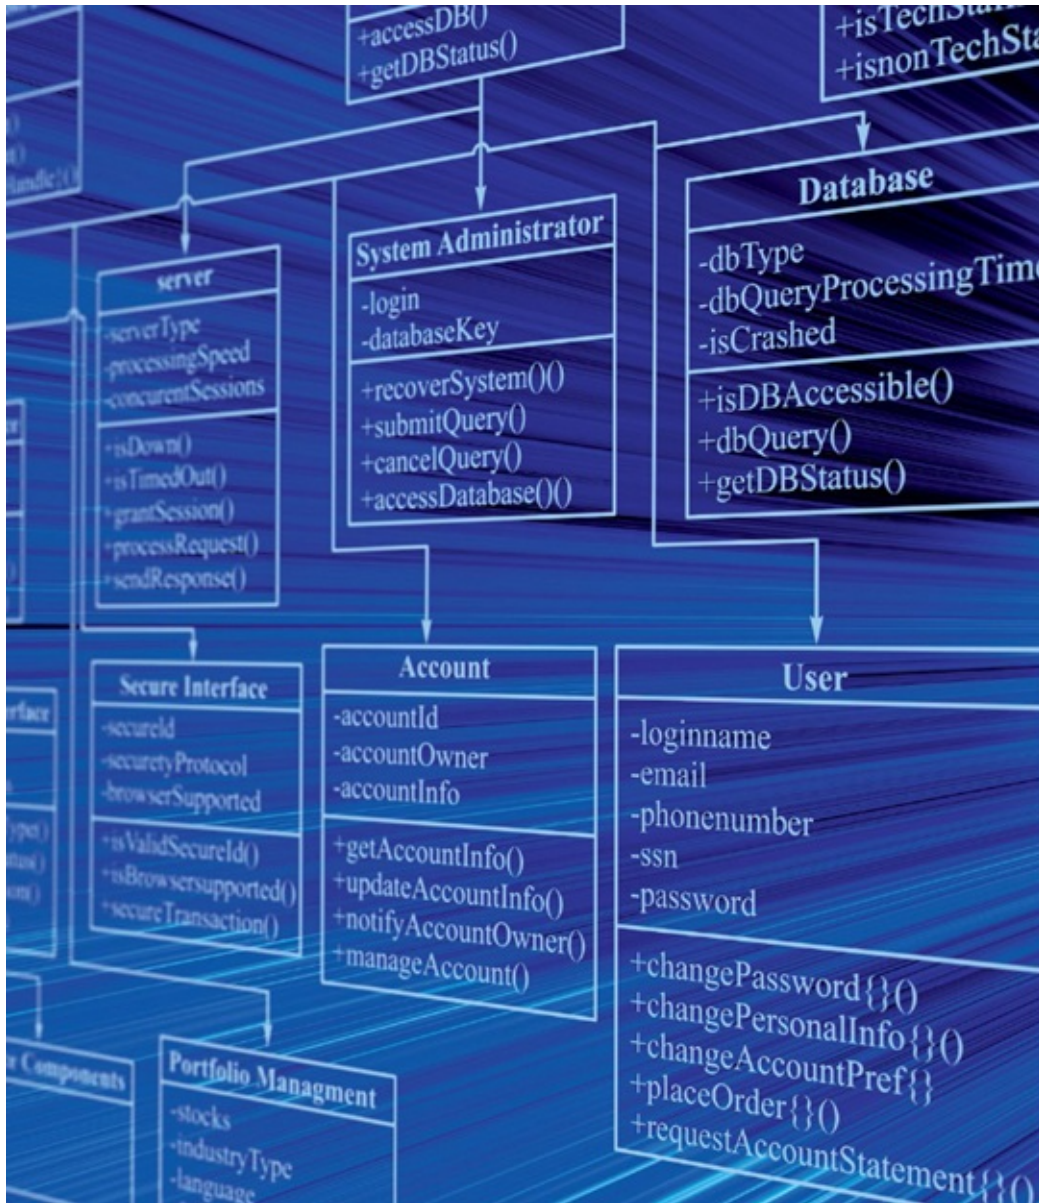 +accessDB()
+getDBStatus()
+isnonTechSta
server
-serverType
-processingSpeed
-concurentSessions
+isDown()
+isTimedOut()
+grantSession()
+processRequest()
+sendResponse()
System Administrator
-login
-databaseKey
+recoverSystem()()
+submitQuery()
+cancelQuery()
+accessDatabase()()
Database
-dbType
-dbQueryProcessingTime
-isCrashed
+isDBAccessible()
+dbQuery()
+getDBStatus()
Secure Interface
-secureId
-securetyProtocol
-browserSupported
+isValidSecureId()
+isBrowsersupported()
+secureTransaction()
Account
-accountId
-accountOwner
-accountInfo
+getAccountInfo()
+updateAccountInfo()
+notifyAccountOwner()
+manageAccount()
User
-loginname
-email
-phonenumber
-ssn
-password
+changePassword{}()
+changePersonalInfo{}()
+changeAccountPref{}
+placeOrder{}()
+requestAccountStatement{}()
Components
Portfolio Managment
-stocks
-industryType
-language